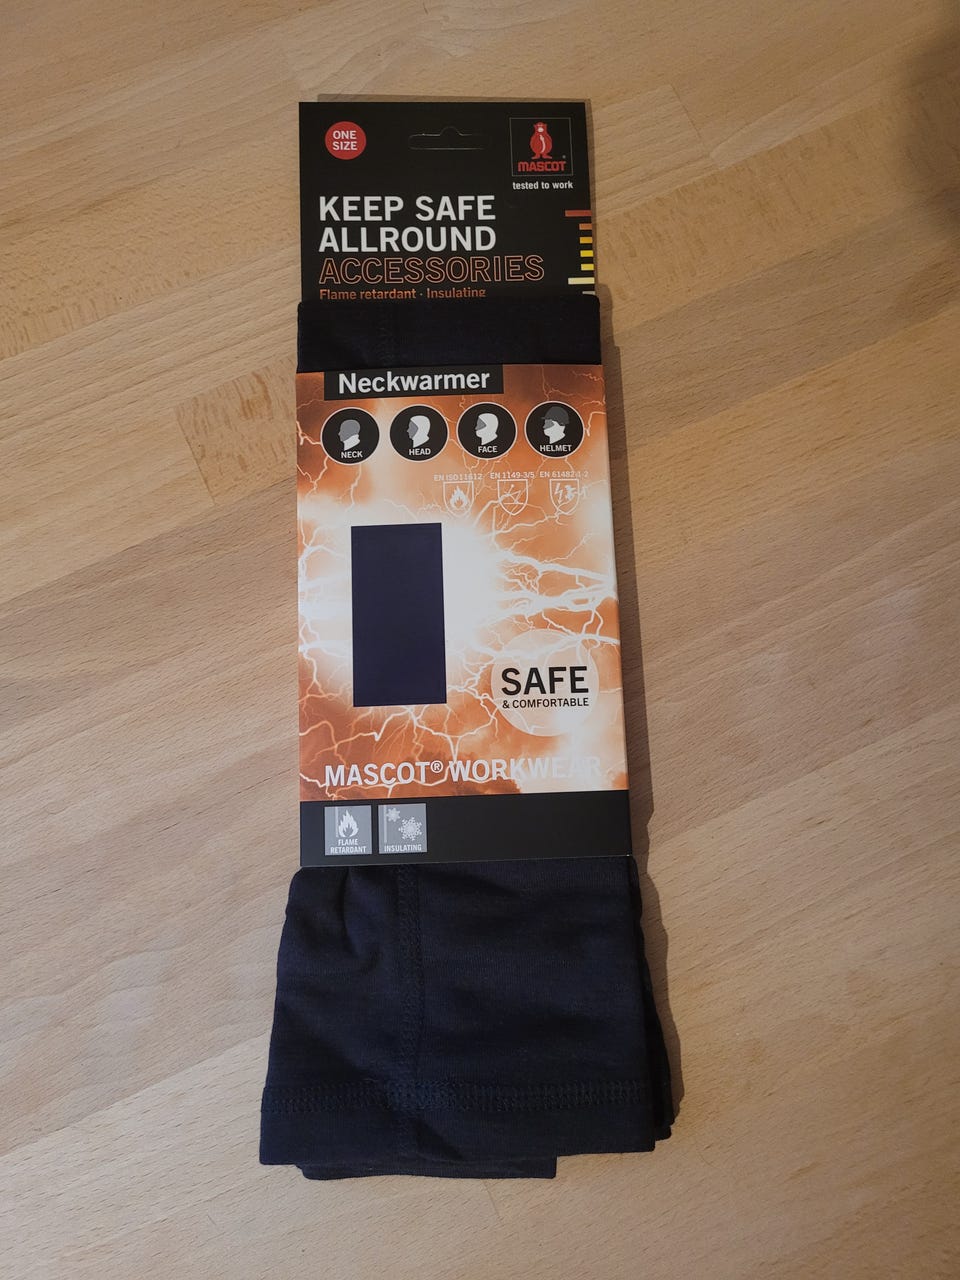 ONE
SIZE
MASCOT®
tested to work
KEEP SAFE
ALLROUND
ACCESSORIES
Flame retardant · Insulating
Neckwarmer
NECK
HEAD
FACE
HELMET
EN ISO11612
EN 1149-3/5
EN 61482-1-2
SAFE
& COMFORTABLE
MASCOT® WORKWEAR
FLAME
RETARDANT
INSULATING